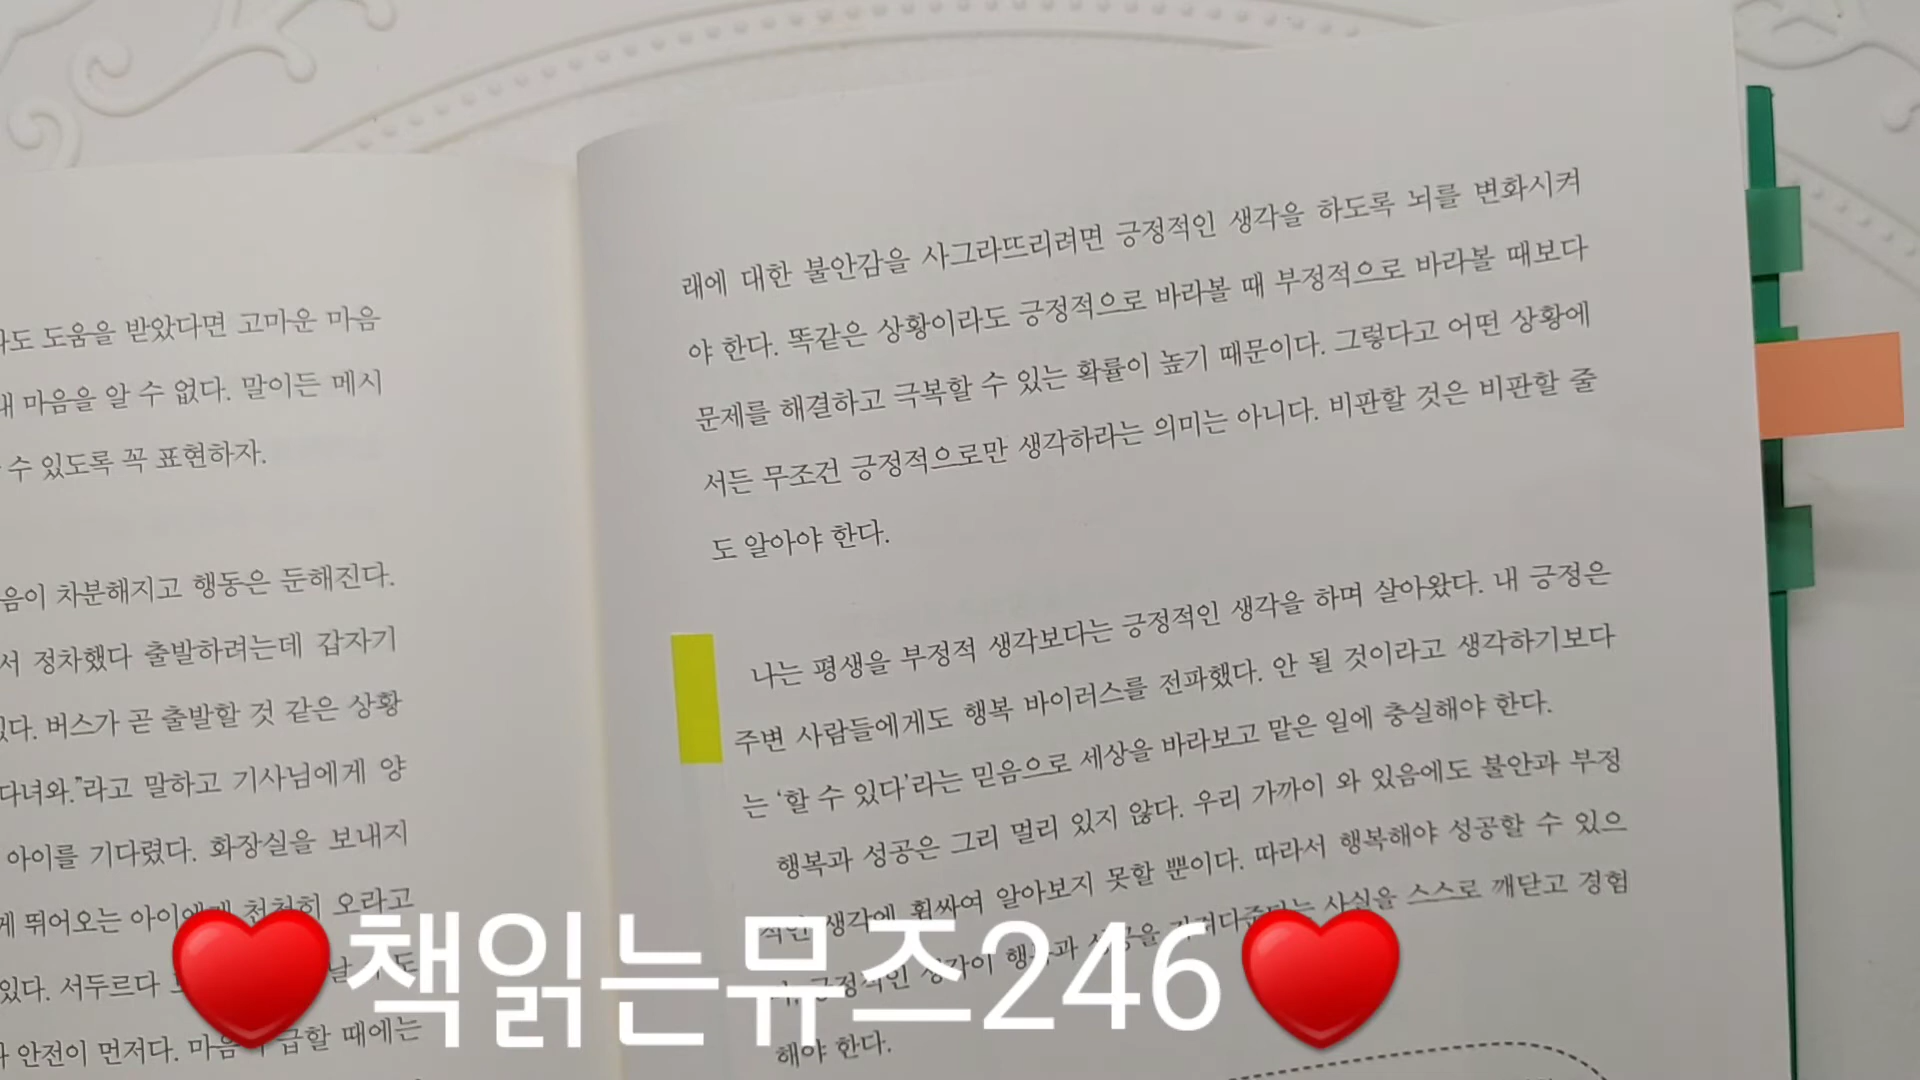 도 도움을 받았다면 고마운 마음
내 마음을 알 수 없다. 말이든 메시
수 있도록 꼭 표현하자.
음이 차분해지고 행동은 둔해진다.
서 정차했다 출발하려는데 갑자기
있다. 버스가 곧 출발할 것 같은 상황
다녀와.”라고 말하고 기사님에게 양
아이를 기다렸다. 화장실을 보내지
게 뛰어오는 아이에게 천천히 오라고
있다. 서두르다
안전이 먼저다. 급할 때에는
래에 대한 불안감을 사그라뜨리려면 긍정적인 생각을 하도록 뇌를 변화시켜
야 한다. 똑같은 상황이라도 긍정적으로 바라볼 때 부정적으로 바라볼 때보다
문제를 해결하고 극복할 수 있는 확률이 높기 때문이다. 그렇다고 어떤 상황에
서든 무조건 긍정적으로만 생각하라는 의미는 아니다. 비판할 것은 비판할 줄
도 알아야 한다.
나는 평생을 부정적 생각보다는 긍정적인 생각을 하며 살아왔다. 내 긍정은
주변 사람들에게도 행복 바이러스를 전파했다. 안 될 것이라고 생각하기보다
는 ‘할 수 있다’라는 믿음으로 세상을 바라보고 맡은 일에 충실해야 한다.
행복과 성공은 그리 멀리 있지 않다. 우리 가까이 와 있음에도 불안과 부정
적인 생각에 휩싸여 알아보지 못할 뿐이다. 따라서 행복해야 성공할 수 있으
긍정적인 생각이 행복과 성공을 가져다준다는 사실을 스스로 깨닫고 경험
해야 한다.
❤책읽는뮤즈246❤